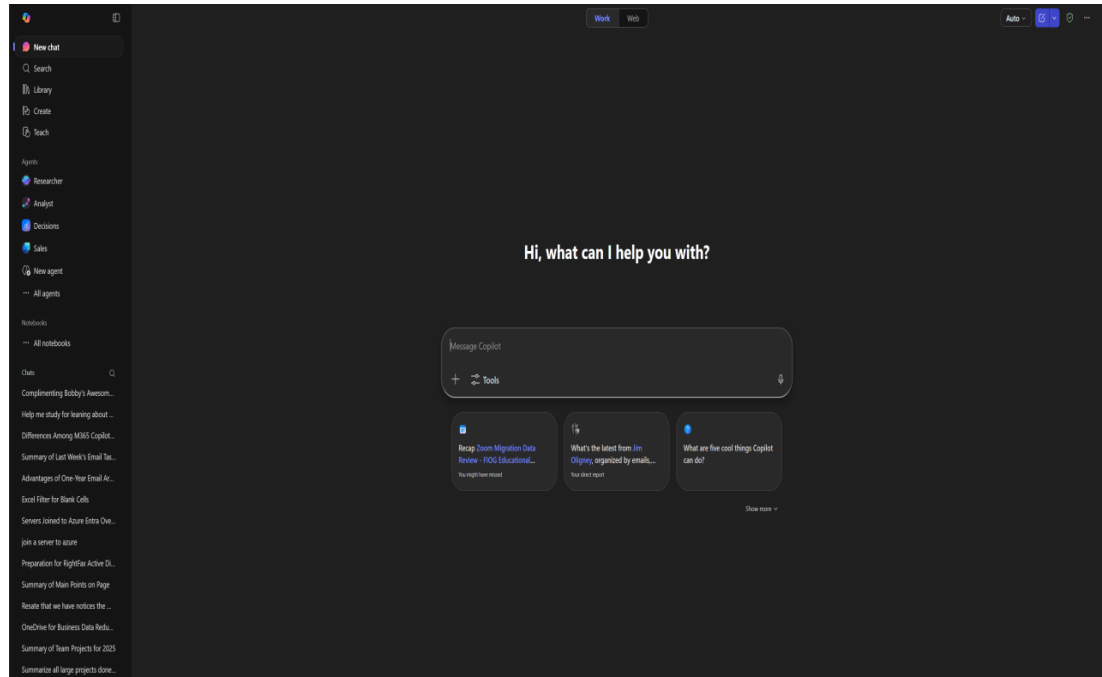 Work Web
Auto
New chat
Search
Library
Create
Teach
Agents
Researcher
Analyst
Decisions
Sales
New agent
All agents
Notebooks
All notebooks
Chats
Complimenting Bobby's Awesom...
Help me study for leaning about ...
Differences Among M365 Copilot...
Summary of Last Week's Email Tas...
Advantages of One-Year Email Ar...
Excel Filter for Blank Cells
Servers Joined to Azure Entra Ove...
join a server to azure
Preparation for RightFax Active Di...
Summary of Main Points on Page
Resate that we have notices the ...
OneDrive for Business Data Redu...
Summary of Team Projects for 2025
Summarize all large projects done...
Hi, what can I help you with?
Message Copilot
Tools
Recap Zoom Migration Data
Review - FIOG Educational...
You might have missed
What's the latest from Jim
Oligney, organized by emails,...
Your direct report
What are five cool things Copilot
can do?
Show more